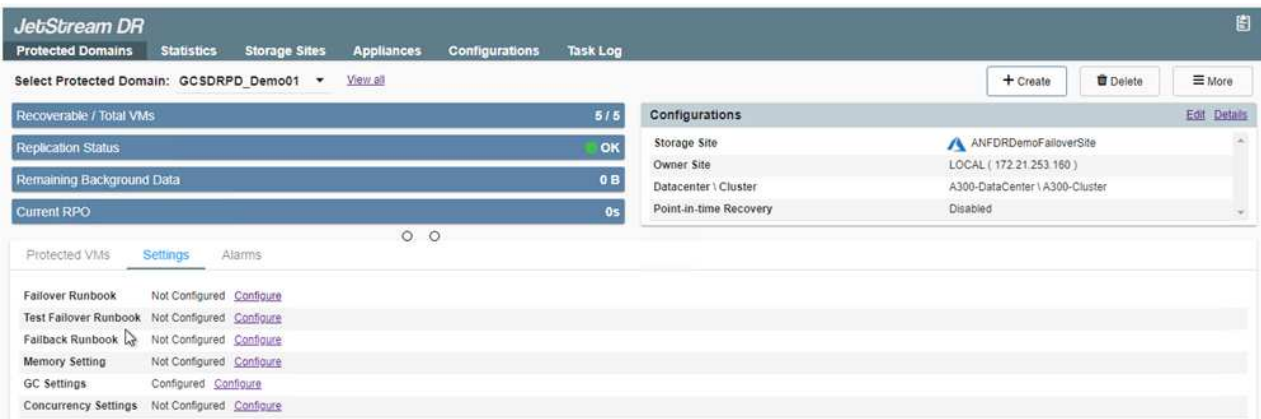 JetStream DR
Protected Domains Statistics Storage Sites Appliances Configurations Task Log
Select Protected Domain: GCSDRPD_Demo01 View all + Create Delete More
Recoverable / Total VMs 5 / 5
Replication Status OK
Remaining Background Data 0 B
Current RPO 0s
Configurations Edit Details
Storage Site ANFDRDemoFailoverSite
Owner Site LOCAL ( 172.21.253.160 )
Datacenter \ Cluster A300-DataCenter \ A300-Cluster
Point-in-time Recovery Disabled
Protected VMs Settings Alarms
Failover Runbook Not Configured Configure
Test Failover Runbook Not Configured Configure
Failback Runbook Not Configured Configure
Memory Setting Not Configured Configure
GC Settings Configured Configure
Concurrency Settings Not Configured Configure